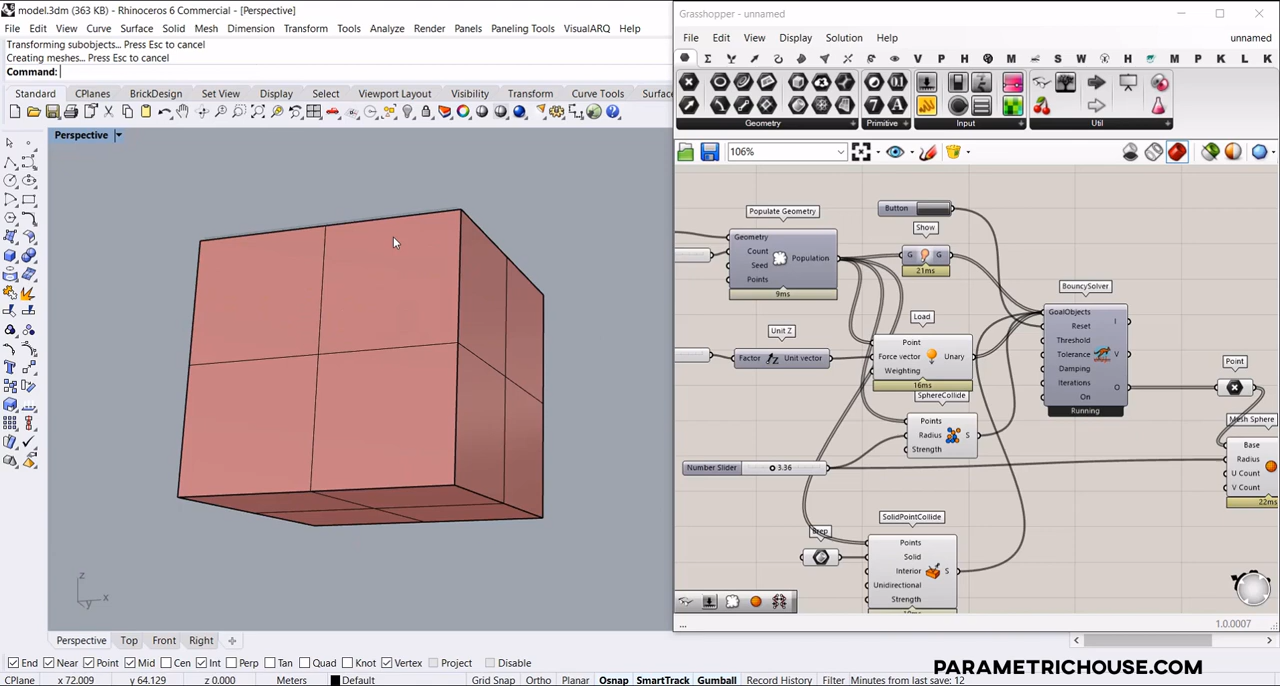 model.3dm (363 KB) - Rhinoceros 6 Commercial - [Perspective]
File Edit View Curve Surface Solid Mesh Dimension Transform Tools Analyze Render Panels Paneling Tools VisualARQ Help
Transforming subobjects... Press Esc to cancel
Creating meshes... Press Esc to cancel
Command:
Standard CPlanes BrickDesign Set View Display Select Viewport Layout Visibility Transform Curve Tools Surfac
Perspective
z
y x
Perspective Top Front Right
End Near Point Mid Cen Int Perp Tan Quad Knot Vertex Project Disable
CPlane x 72.009 y 64.129 z 0.000 Meters Default Grid Snap Ortho Planar Osnap SmartTrack Gumball Record History Filter Minutes from last save: 12
Grasshopper - unnamed
File Edit View Display Solution Help unnamed
Geometry Primitive Input Util
106%
Populate Geometry
Geometry
Count
Seed
Points
Population
9ms
Button
Show
G G
21ms
Unit Z
Factor Unit vector
Load
Point
Force vector
Weighting
Unary
16ms
SphereCollide
Points
Radius
Strength
S
Number Slider 3.36
Brep
SolidPointCollide
Points
Solid
Interior
Unidirectional
Strength
S
BouncySolver
GoalObjects
Reset
Threshold
Tolerance
Damping
Iterations
On
I
V
O
Running
Point
Mesh Sphere
Base
Radius
U Count
V Count
22ms
...
1.0.0007
PARAMETRICHOUSE.COM